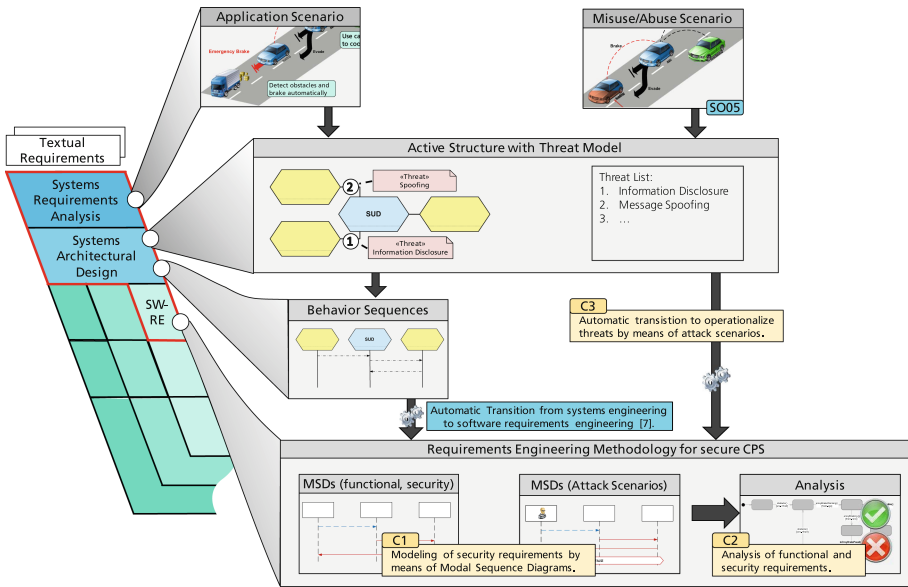 Application Scenario
Use ca
to coo
Emergency Brake
Evade
Detect obstacles and
brake automatically
Misuse/Abuse Scenario
Brake
Evade
SO05
Textual
Requirements
Systems
Requirements
Analysis
Systems
Architectural
Design
SW-
RE
Active Structure with Threat Model
2
«Threat»
Spoofing
SUD
1
«Threat»
Information Disclosure
Threat List:
1. Information Disclosure
2. Message Spoofing
3. ...
Behavior Sequences
SUD
C3
Automatic transistion to operationalize
threats by means of attack scenarios.
Automatic Transition from systems engineering
to software requirements engineering [7].
Requirements Engineering Methodology for secure CPS
MSDs (functional, security)
MSDs (Attack Scenarios)
Analysis
C1
Modeling of security requirements by
means of Modal Sequence Diagrams.
C2
Analysis of functional and
security requirements.